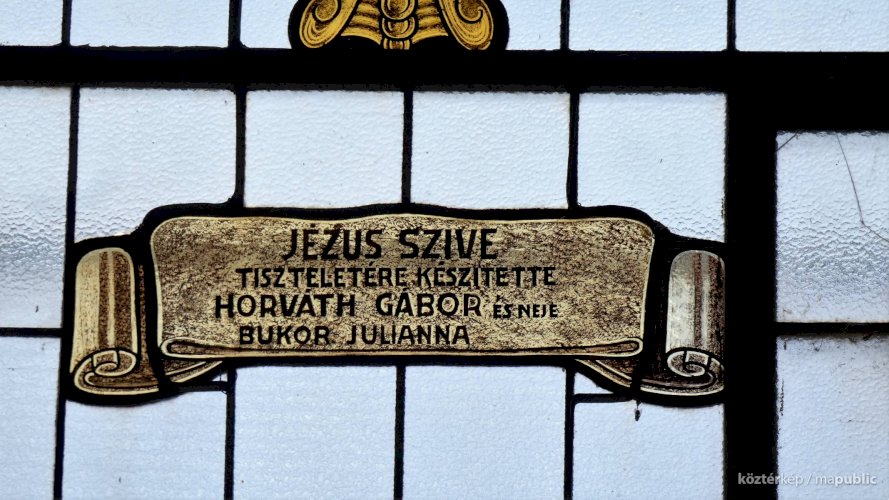 JÉZUS SZIVE
TISZTELETÉRE KÉSZITETTE
HORVÁTH GÁBOR ÉS NEJE
BUKOR JULIANNA
köztérkép / mapublic